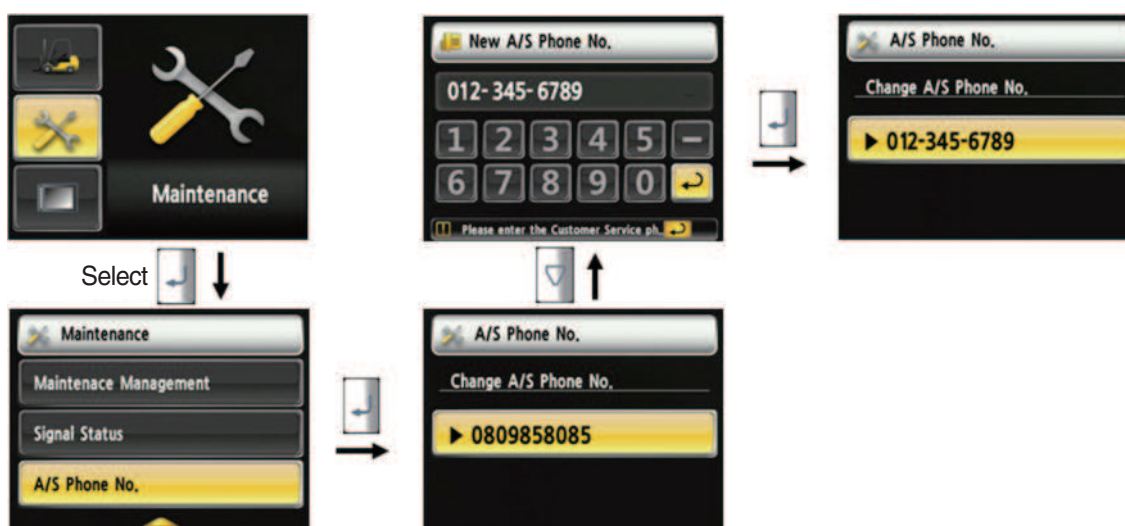 Maintenance
Select
Maintenance
Maintenace Management
Signal Status
A/S Phone No.
A/S Phone No.
Change A/S Phone No.
0809858085
New A/S Phone No.
012-345-6789
1 2 3 4 5 -
6 7 8 9 0
Please enter the Customer Service ph.
A/S Phone No.
Change A/S Phone No.
012-345-6789